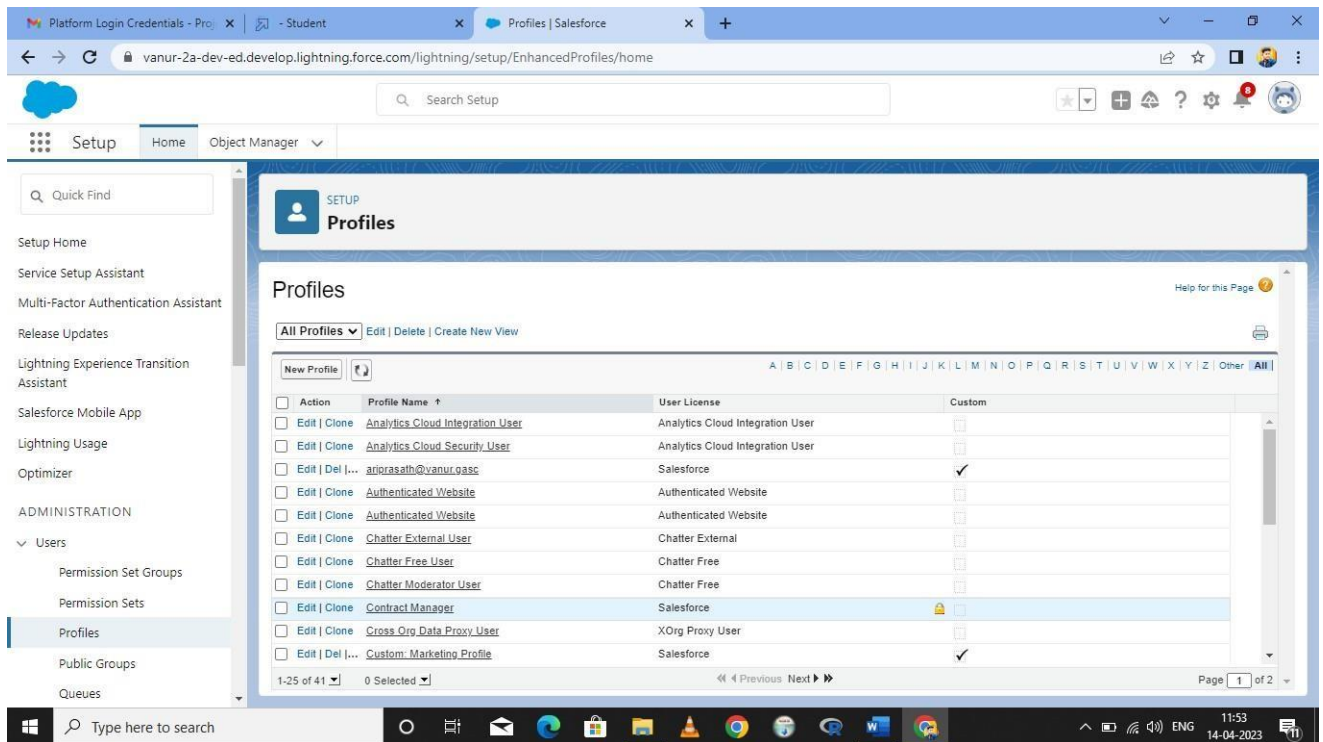 Platform Login Credentials - Proj
- Student
Profiles | Salesforce
vanur-2a-dev-ed.develop.lightning.force.com/lightning/setup/EnhancedProfiles/home
Search Setup
8
Setup
Home
Object Manager
Quick Find
Setup Home
Service Setup Assistant
Multi-Factor Authentication Assistant
Release Updates
Lightning Experience Transition
Assistant
Salesforce Mobile App
Lightning Usage
Optimizer
ADMINISTRATION
Users
Permission Set Groups
Permission Sets
Profiles
Public Groups
Queues
SETUP
Profiles
Profiles
Help for this Page
All Profiles Edit | Delete | Create New View
New Profile
A | B | C | D | E | F | G | H | I | J | K | L | M | N | O | P | Q | R | S | T | U | V | W | X | Y | Z | Other All |
Action Profile Name ↑ User License Custom
Edit | Clone Analytics Cloud Integration User Analytics Cloud Integration User
Edit | Clone Analytics Cloud Security User Analytics Cloud Integration User
Edit | Del |... ariprasath@vanur.gasc Salesforce ✓
Edit | Clone Authenticated Website Authenticated Website
Edit | Clone Authenticated Website Authenticated Website
Edit | Clone Chatter External User Chatter External
Edit | Clone Chatter Free User Chatter Free
Edit | Clone Chatter Moderator User Chatter Free
Edit | Clone Contract Manager Salesforce
Edit | Clone Cross Org Data Proxy User XOrg Proxy User
Edit | Del |... Custom: Marketing Profile Salesforce ✓
1-25 of 41 0 Selected Previous Next Page 1 of 2
Type here to search
ENG
11:53
14-04-2023
11